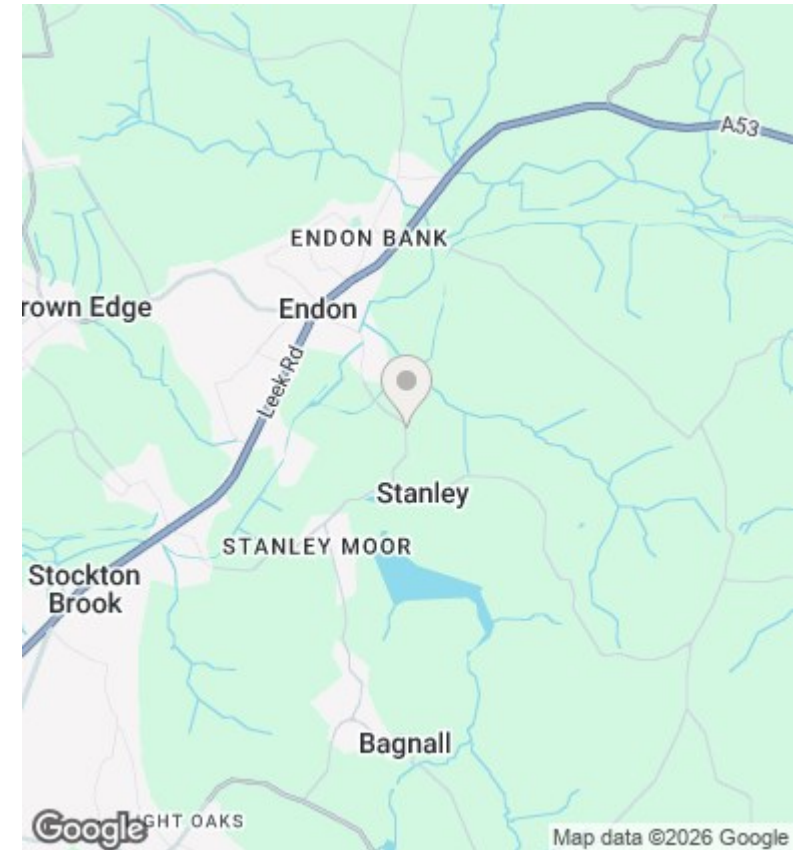 A53
ENDON BANK
rown Edge
Endon
Leek Rd
Stanley
STANLEY MOOR
Stockton
Brook
Bagnall
GHT OAKS
Google
Map data ©2026 Google